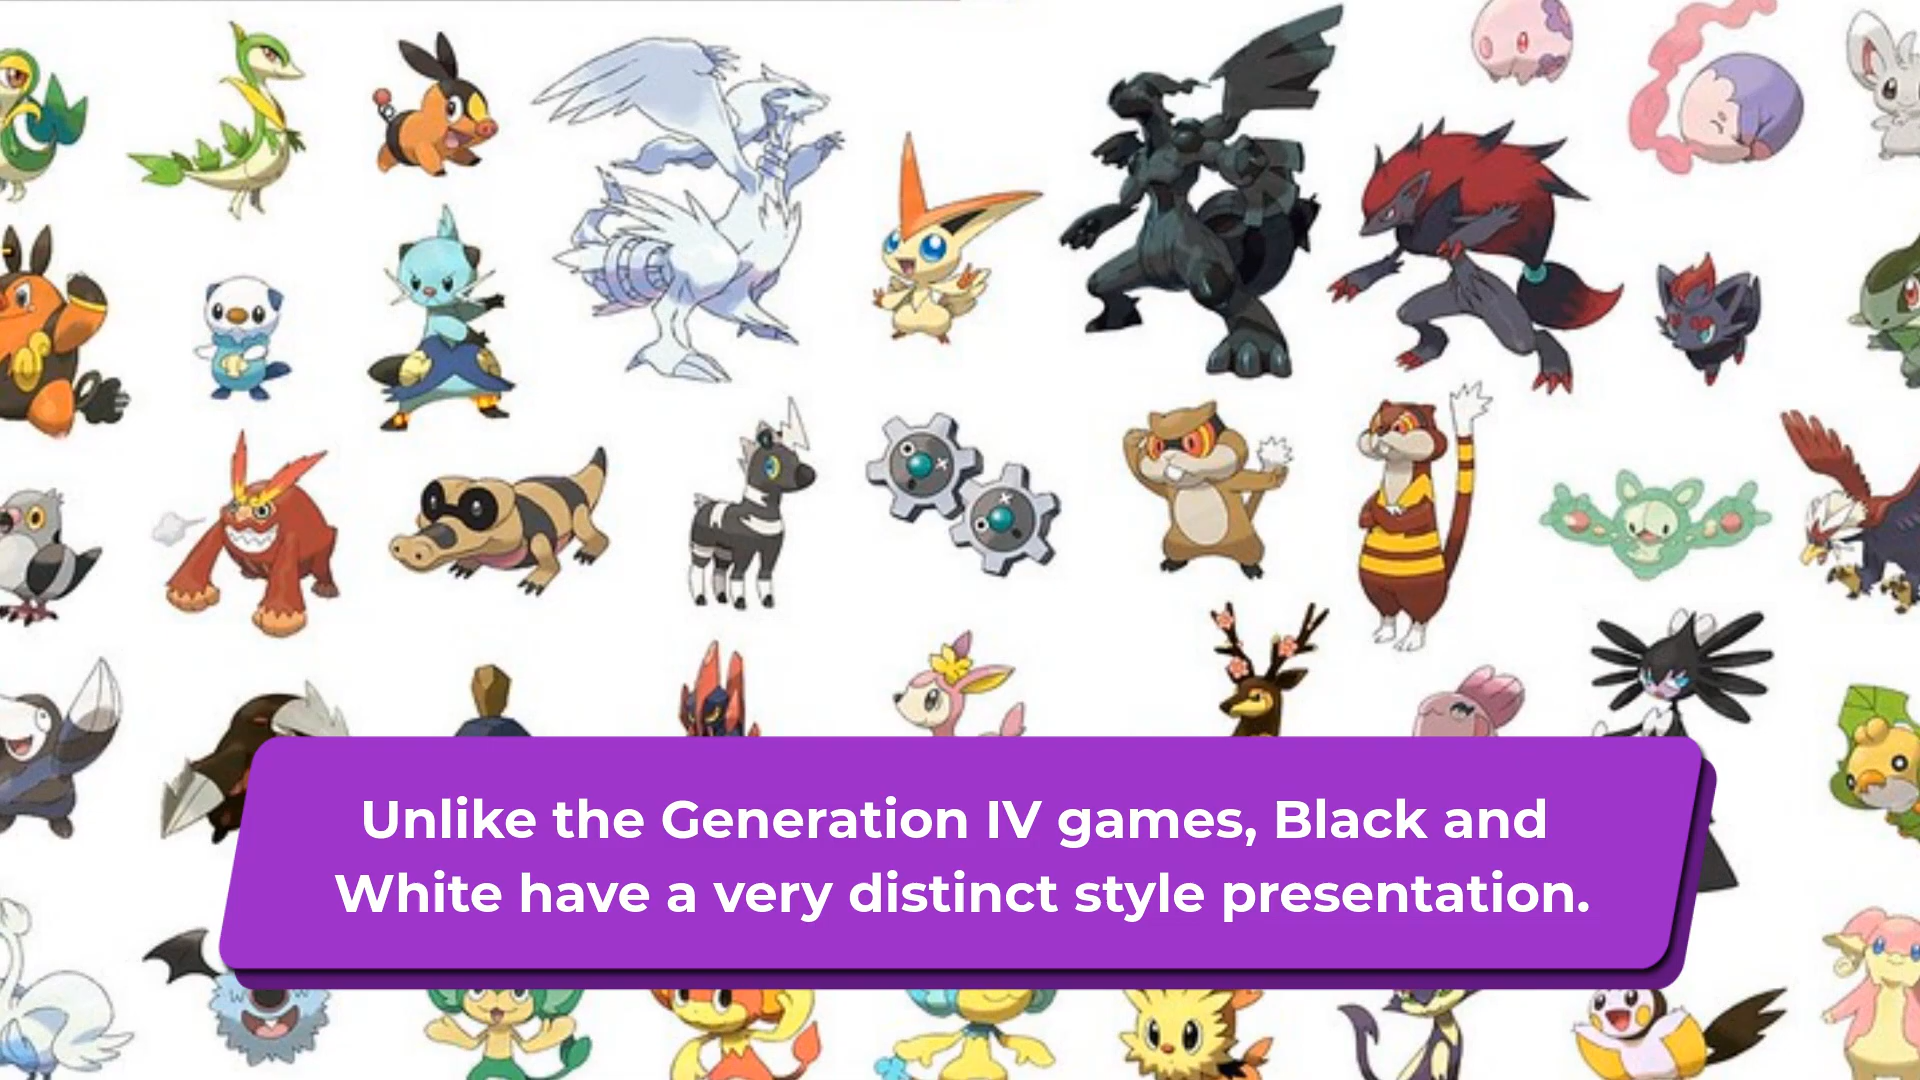 Unlike the Generation IV games, Black and
White have a very distinct style presentation.